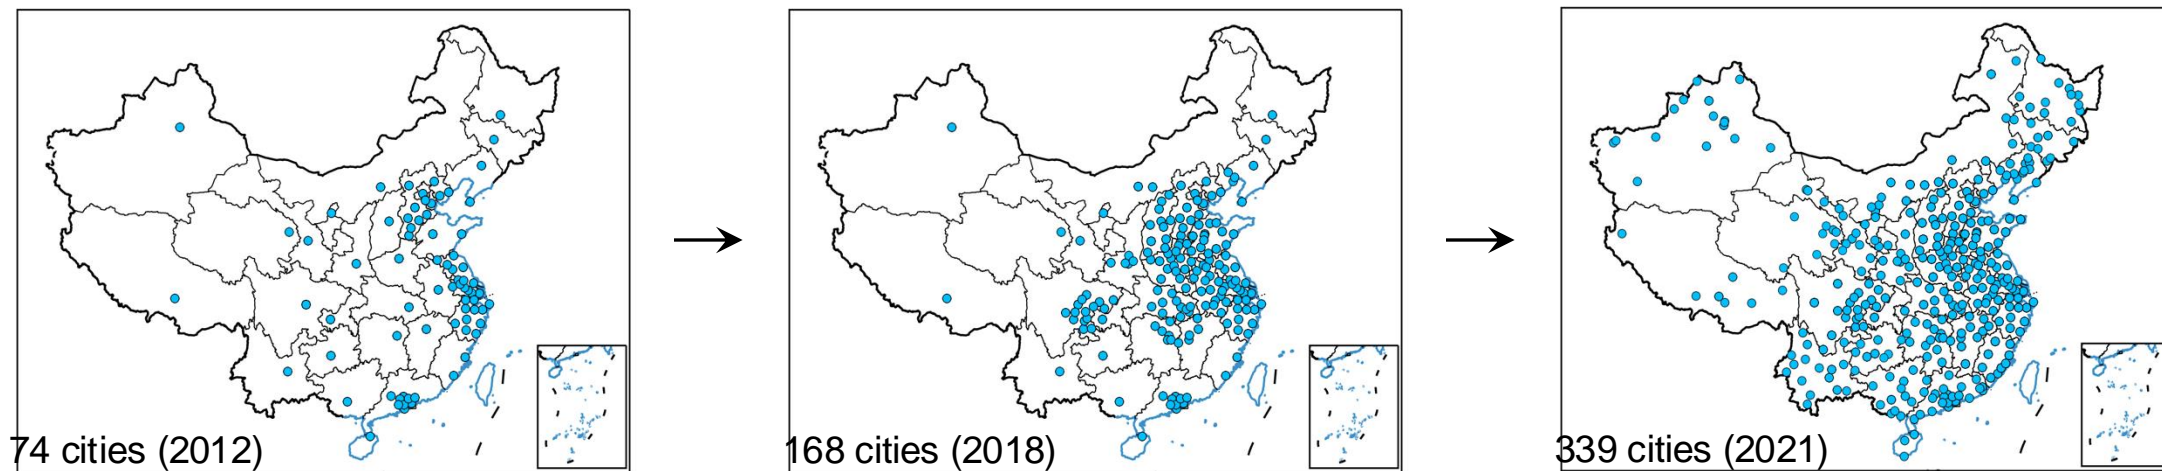 74 cities (2012)
168 cities (2018)
339 cities (2021)